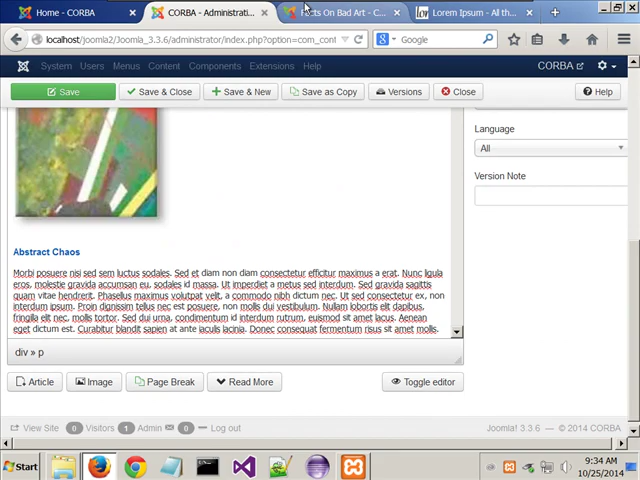 Home - CORBA
CORBA - Administrati...
Facts On Bad Art - C...
Lorem Ipsum - All th...
localhost/joomla2/Joomla_3.3.6/administrator/index.php?option=com_cont
Google
System Users Menus Content Components Extensions Help
CORBA
Save
Save & Close
Save & New
Save as Copy
Versions
Close
Help
Language
All
Version Note
Abstract Chaos
Morbi posuere nisi sed sem luctus sodales. Sed et diam non diam consectetur efficitur maximus a erat. Nunc ligula
eros, molestie gravida accumsan eu, sodales id massa. Ut imperdiet a metus sed interdum. Sed gravida sagittis
quam vitae hendrerit. Phasellus maximus volutpat velit, a commodo nibh dictum nec. Ut sed consectetur ex, non
interdum ipsum. Proin dignissim tellus nec est posuere, non mollis dui vestibulum. Nullam lobortis elit dapibus,
fringilla elit nec, mollis tortor. Sed dui urna, condimentum id interdum rutrum, euismod sit amet lacus. Aenean
eget dictum est. Curabitur blandit sapien at ante iaculis lacinia. Donec consequat fermentum risus sit amet mollis.
div » p
Article
Image
Page Break
Read More
Toggle editor
View Site
0 Visitors
1 Admin
0
Log out
Joomla! 3.3.6 — © 2014 CORBA
Start
9:34 AM
10/25/2014